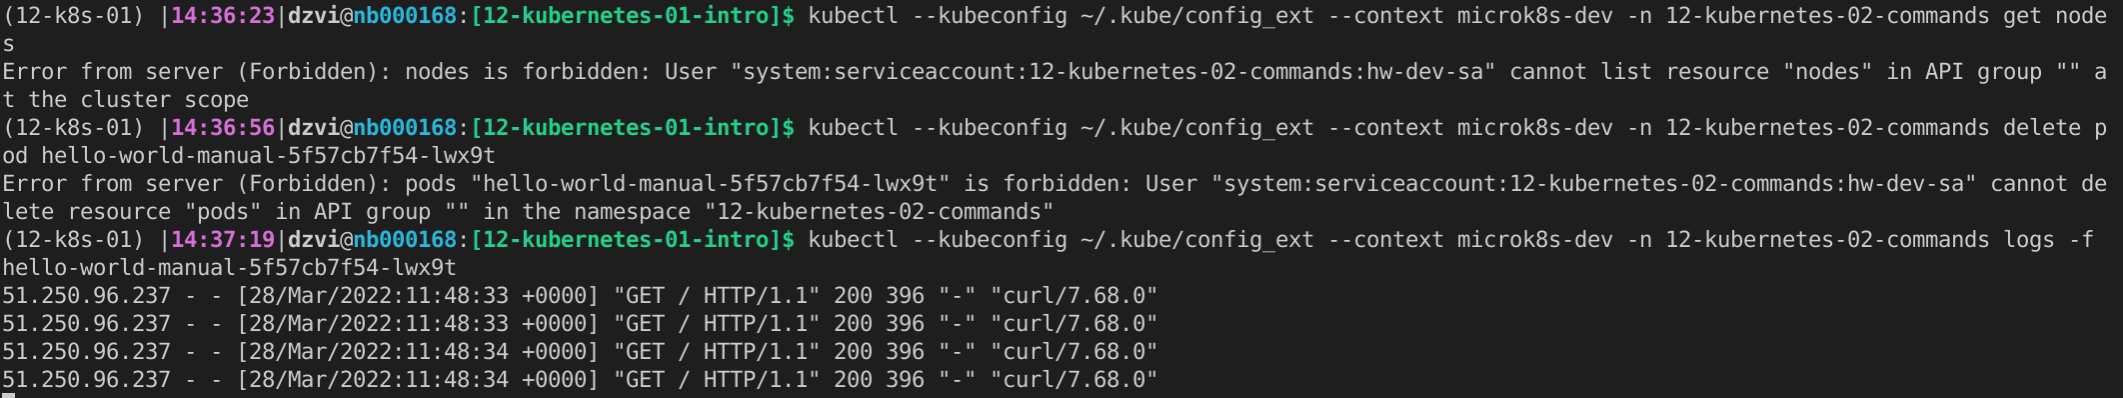 (12-k8s-01) |14:36:23|dzvi@nb000168:[12-kubernetes-01-intro]$ kubectl --kubeconfig ~/.kube/config_ext --context microk8s-dev -n 12-kubernetes-02-commands get node
s
Error from server (Forbidden): nodes is forbidden: User "system:serviceaccount:12-kubernetes-02-commands:hw-dev-sa" cannot list resource "nodes" in API group "" a
t the cluster scope
(12-k8s-01) |14:36:56|dzvi@nb000168:[12-kubernetes-01-intro]$ kubectl --kubeconfig ~/.kube/config_ext --context microk8s-dev -n 12-kubernetes-02-commands delete p
od hello-world-manual-5f57cb7f54-lwx9t
Error from server (Forbidden): pods "hello-world-manual-5f57cb7f54-lwx9t" is forbidden: User "system:serviceaccount:12-kubernetes-02-commands:hw-dev-sa" cannot de
lete resource "pods" in API group "" in the namespace "12-kubernetes-02-commands"
(12-k8s-01) |14:37:19|dzvi@nb000168:[12-kubernetes-01-intro]$ kubectl --kubeconfig ~/.kube/config_ext --context microk8s-dev -n 12-kubernetes-02-commands logs -f
hello-world-manual-5f57cb7f54-lwx9t
51.250.96.237 - - [28/Mar/2022:11:48:33 +0000] "GET / HTTP/1.1" 200 396 "-" "curl/7.68.0"
51.250.96.237 - - [28/Mar/2022:11:48:33 +0000] "GET / HTTP/1.1" 200 396 "-" "curl/7.68.0"
51.250.96.237 - - [28/Mar/2022:11:48:34 +0000] "GET / HTTP/1.1" 200 396 "-" "curl/7.68.0"
51.250.96.237 - - [28/Mar/2022:11:48:34 +0000] "GET / HTTP/1.1" 200 396 "-" "curl/7.68.0"